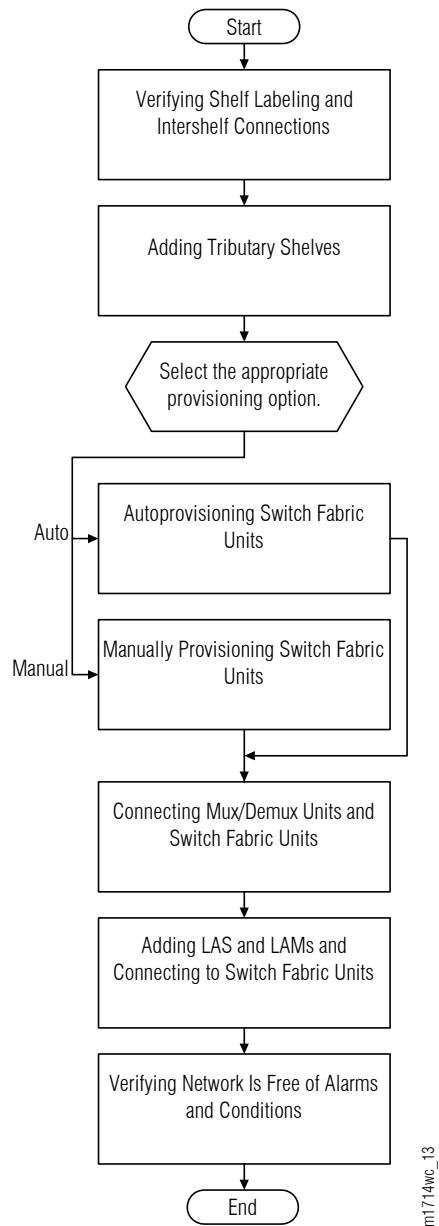 Start
Verifying Shelf Labeling and
Intershelf Connections
Adding Tributary Shelves
Select the appropriate
provisioning option.
Auto
Autoprovisioning Switch Fabric
Units
Manual
Manually Provisioning Switch Fabric
Units
Connecting Mux/Demux Units and
Switch Fabric Units
Adding LAS and LAMs and
Connecting to Switch Fabric Units
Verifying Network Is Free of Alarms
and Conditions
End
m1714wc_13